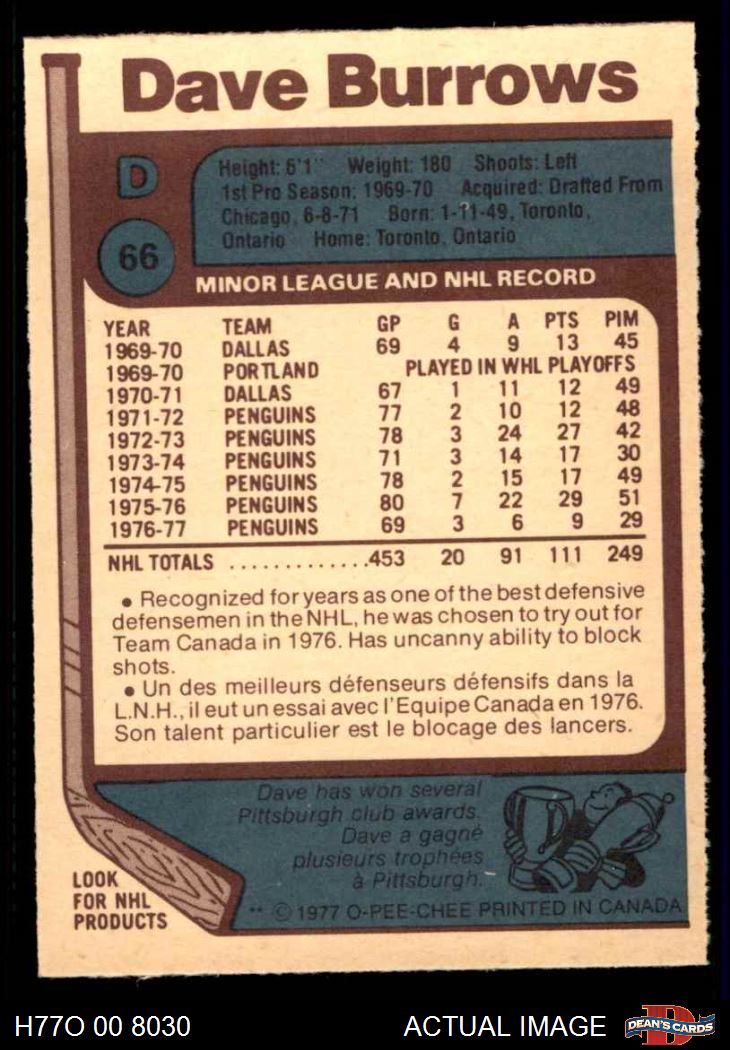 Dave Burrows
D
Height: 6'1" Weight: 180 Shoots: Left
1st Pro Season: 1969-70 Acquired: Drafted From
Chicago, 6-8-71 Born: 1-11-49, Toronto,
Ontario Home: Toronto, Ontario
66
MINOR LEAGUE AND NHL RECORD
YEAR TEAM GP G A PTS PIM
1969-70 DALLAS 69 4 9 13 45
1969-70 PORTLAND PLAYED IN WHL PLAYOFFS
1970-71 DALLAS 67 1 11 12 49
1971-72 PENGUINS 77 2 10 12 48
1972-73 PENGUINS 78 3 24 27 42
1973-74 PENGUINS 71 3 14 17 30
1974-75 PENGUINS 78 2 15 17 49
1975-76 PENGUINS 80 7 22 29 51
1976-77 PENGUINS 69 3 6 9 29
NHL TOTALS .............453 20 91 111 249
• Recognized for years as one of the best defensive
defensemen in the NHL, he was chosen to try out for
Team Canada in 1976. Has uncanny ability to block
shots.
• Un des meilleurs défenseurs défensifs dans la
L.N.H., il eut un essai avec l'Equipe Canada en 1976.
Son talent particulier est le blocage des lancers.
Dave has won several
Pittsburgh club awards.
Dave a gagné
plusieurs trophées
à Pittsburgh.
LOOK
FOR NHL
PRODUCTS
** © 1977 O-PEE-CHEE PRINTED IN CANADA
H77O 00 8030 ACTUAL IMAGE D DEAN'S CARDS